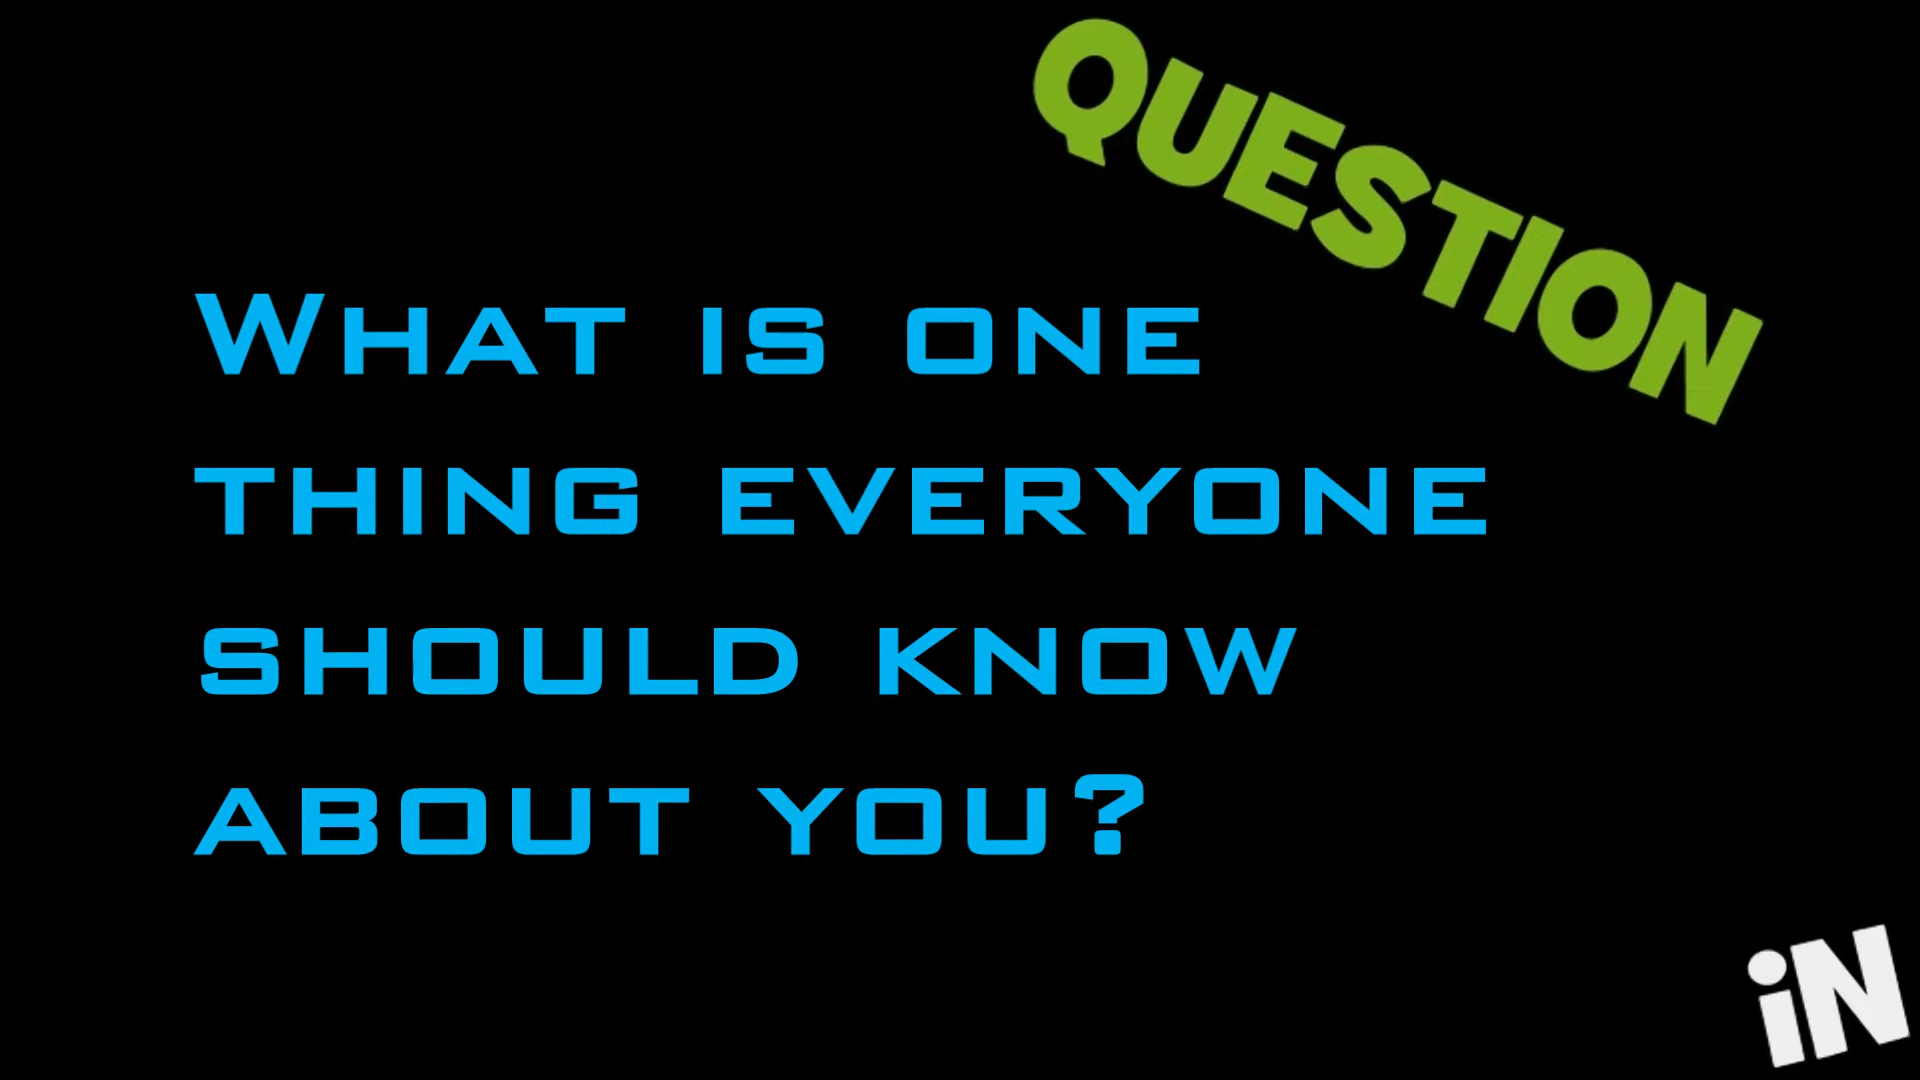 QUESTION
What is one
thing everyone
should know
about you?
iN